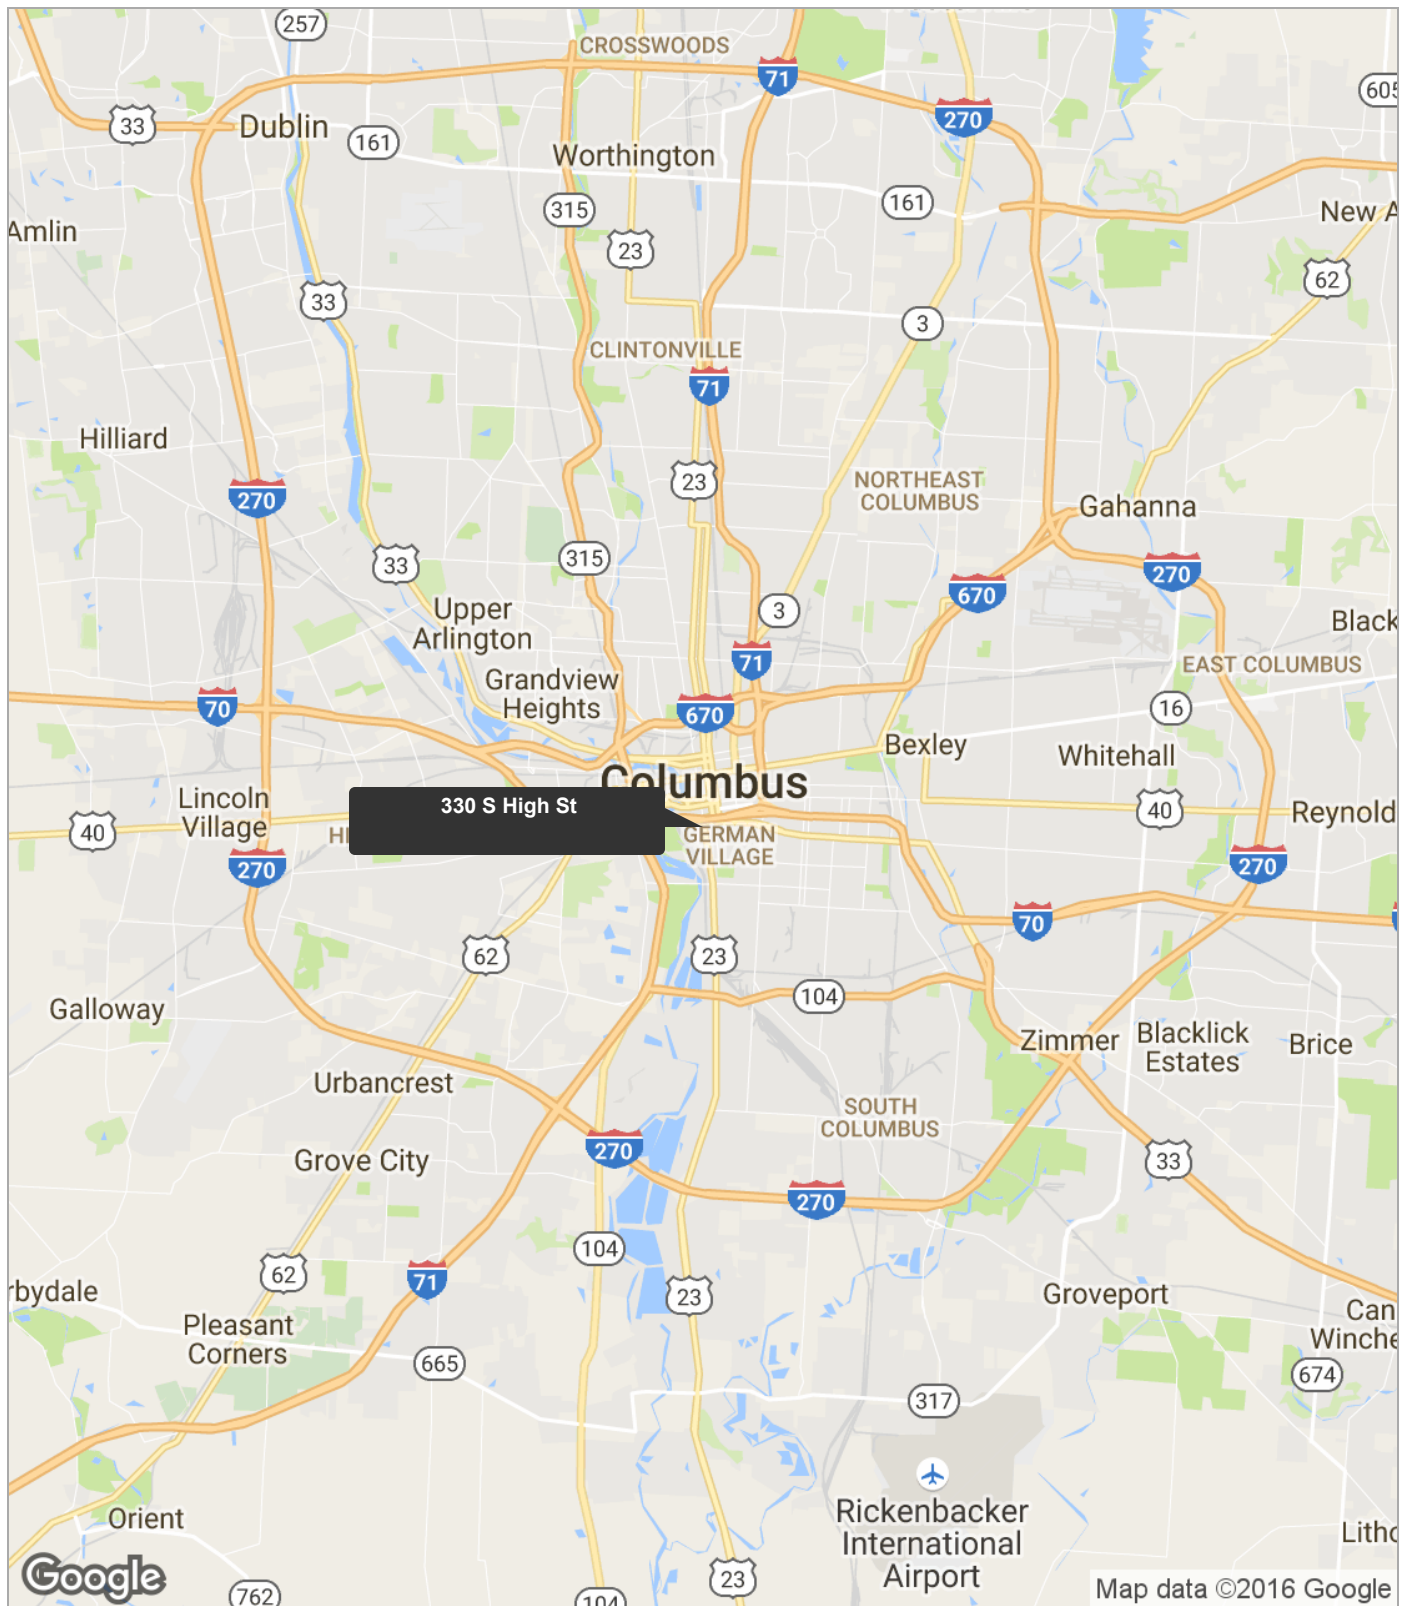 257
CROSSWOODS
71
605
33
Dublin
270
161
Worthington
315
161
New A
Amlin
23
62
33
3
CLINTONVILLE
71
Hilliard
23
NORTHEAST
COLUMBUS
270
Gahanna
315
33
270
670
3
Upper
Arlington
Black
71
EAST COLUMBUS
Grandview
Heights
70
670
16
Bexley
Whitehall
Columbus
Lincoln
Village
330 S High St
40
Reynold
40
HI
GERMAN
VILLAGE
270
270
70
62
23
104
Galloway
Zimmer
Blacklick
Estates
Brice
Urbancrest
SOUTH
COLUMBUS
270
Grove City
33
270
104
62
71
rbydale
23
Groveport
Can
Winche
Pleasant
Corners
665
674
317
Rickenbacker
International
Airport
Orient
Litho
Google
762
104
23
Map data ©2016 Google